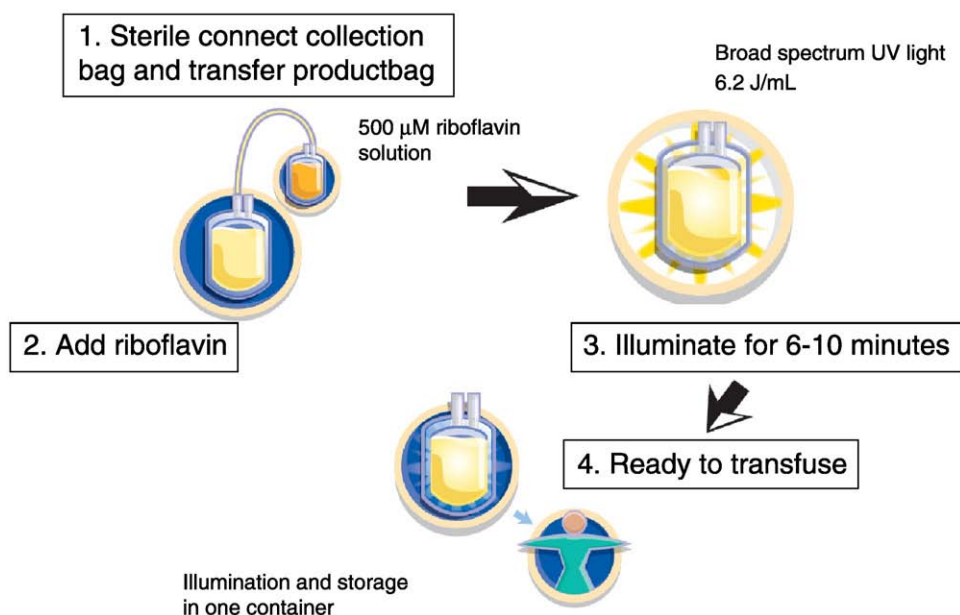 1. Sterile connect collection
bag and transfer productbag
500 μM riboflavin
solution
Broad spectrum UV light
6.2 J/mL
2. Add riboflavin
3. Illuminate for 6-10 minutes
4. Ready to transfuse
Illumination and storage
in one container